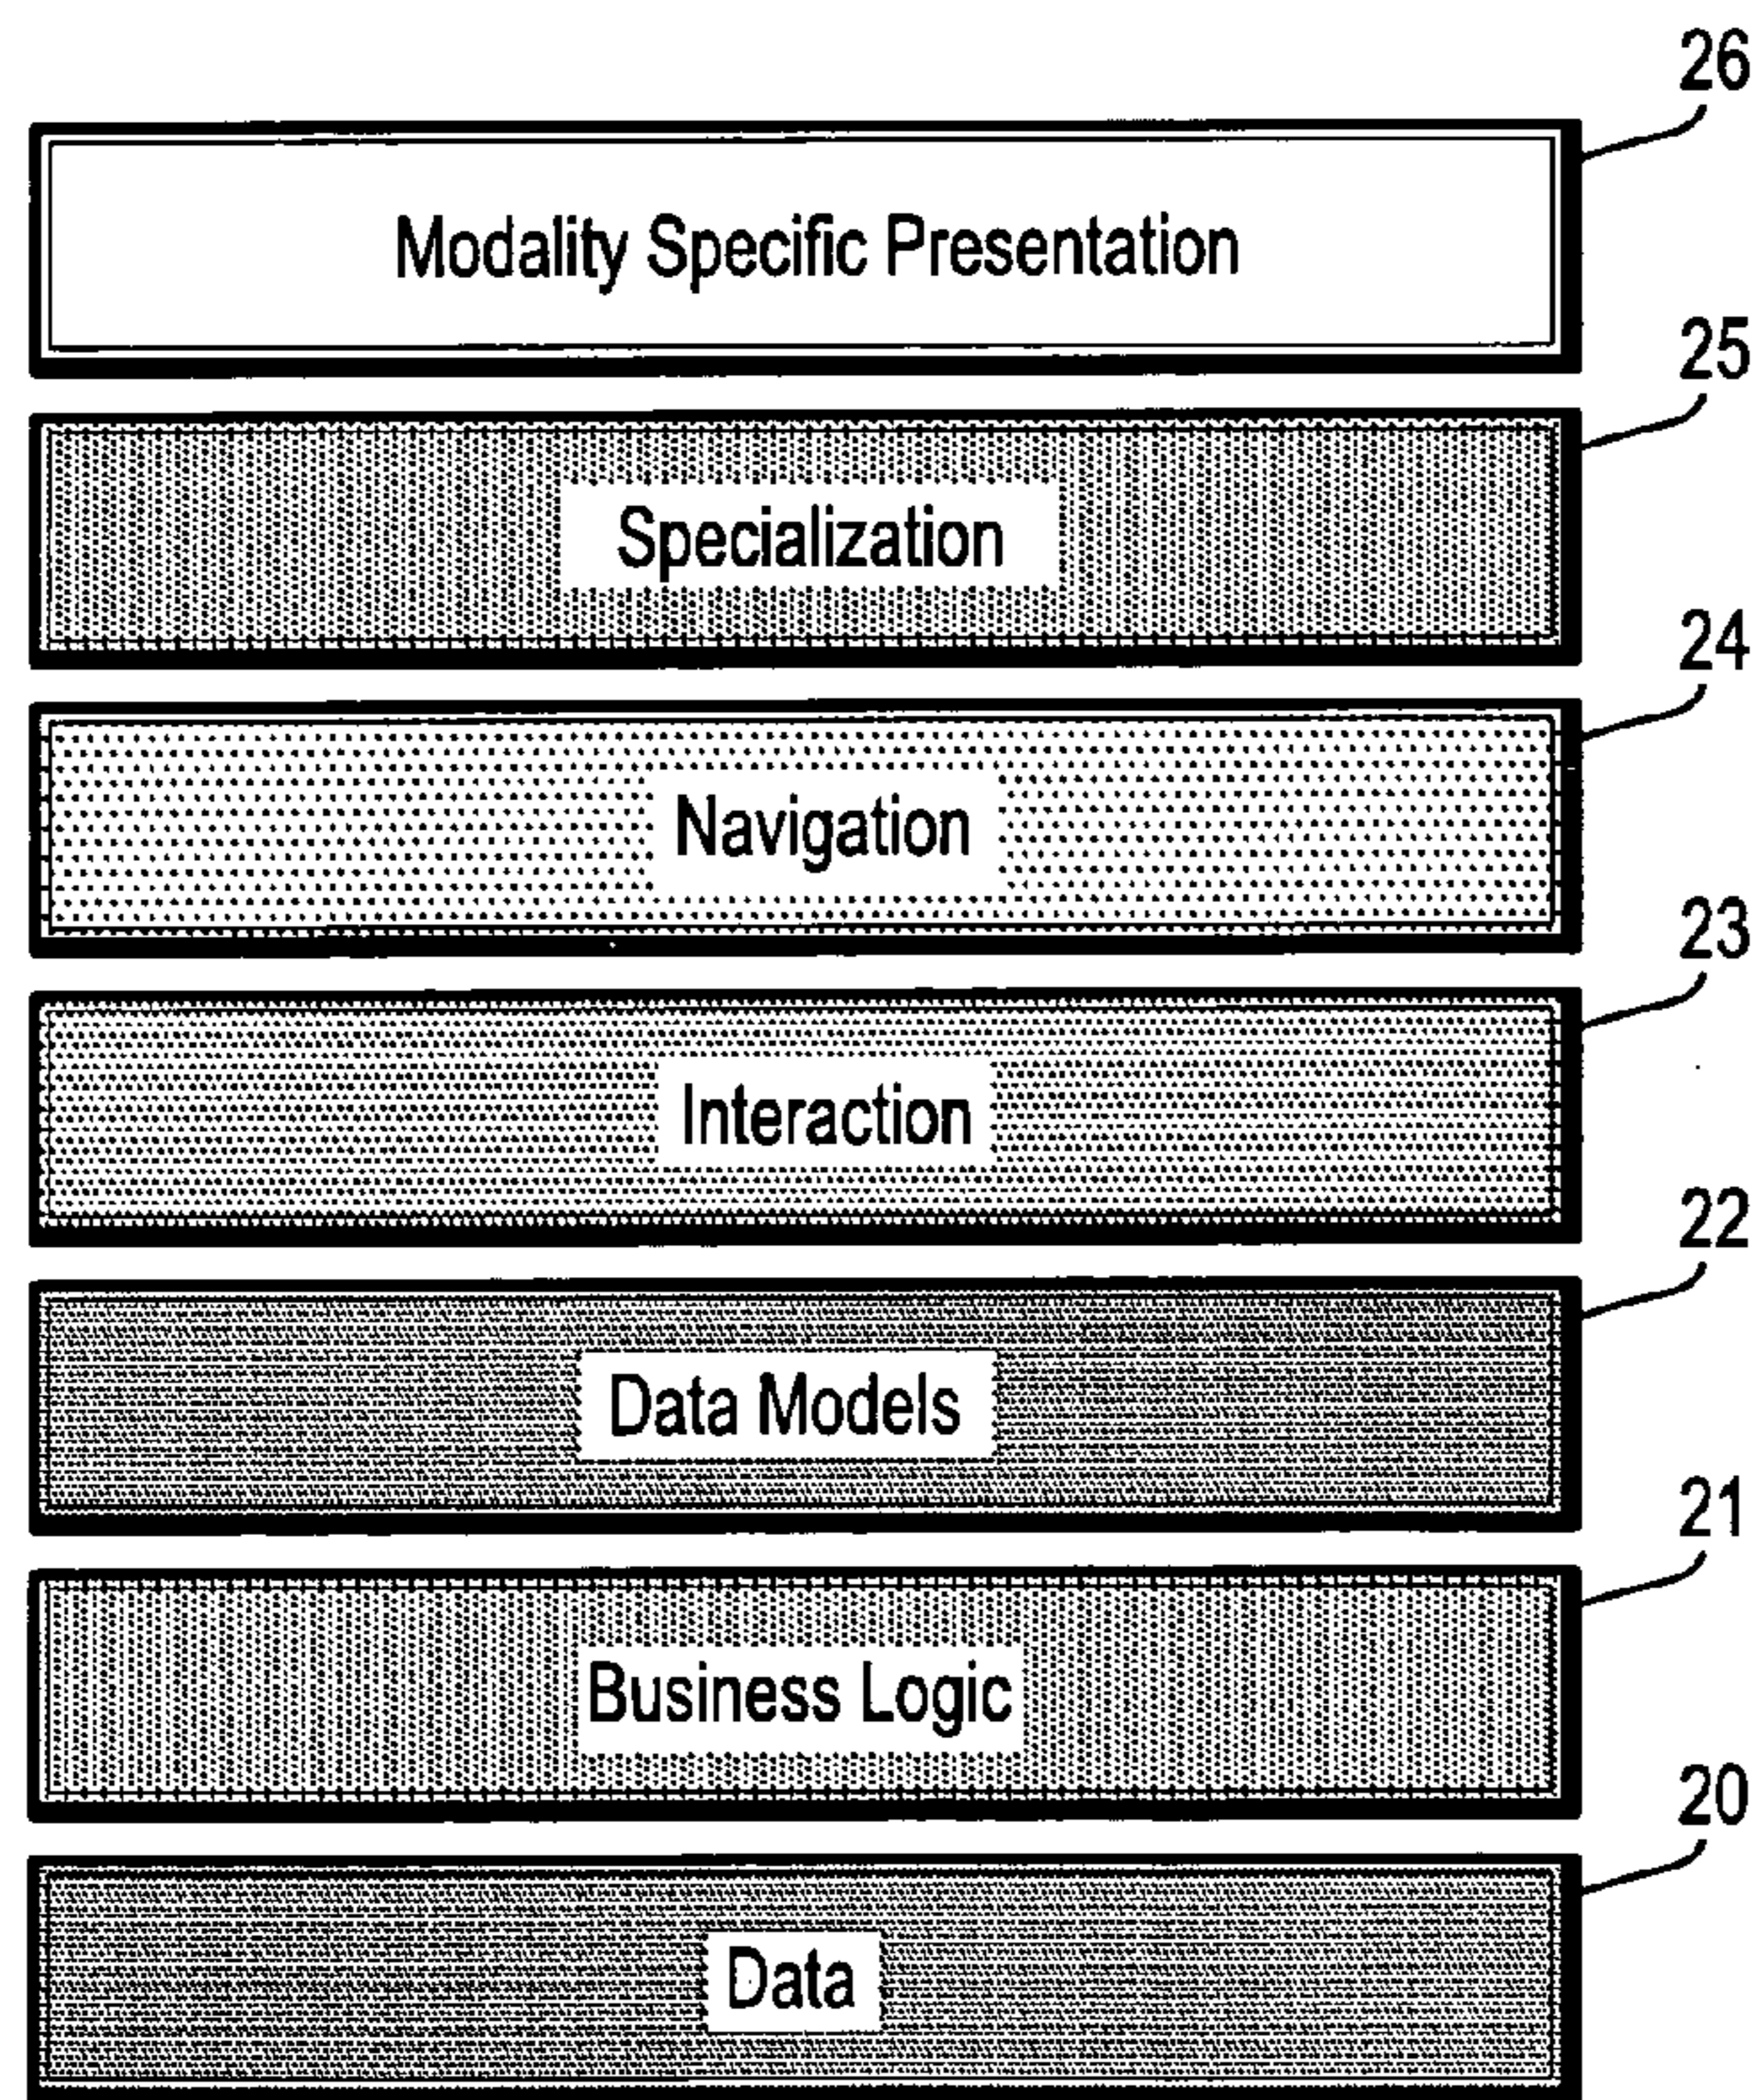 26
Modality Specific Presentation
25
Specialization
24
Navigation
23
Interaction
22
Data Models
21
Business Logic
20
Data